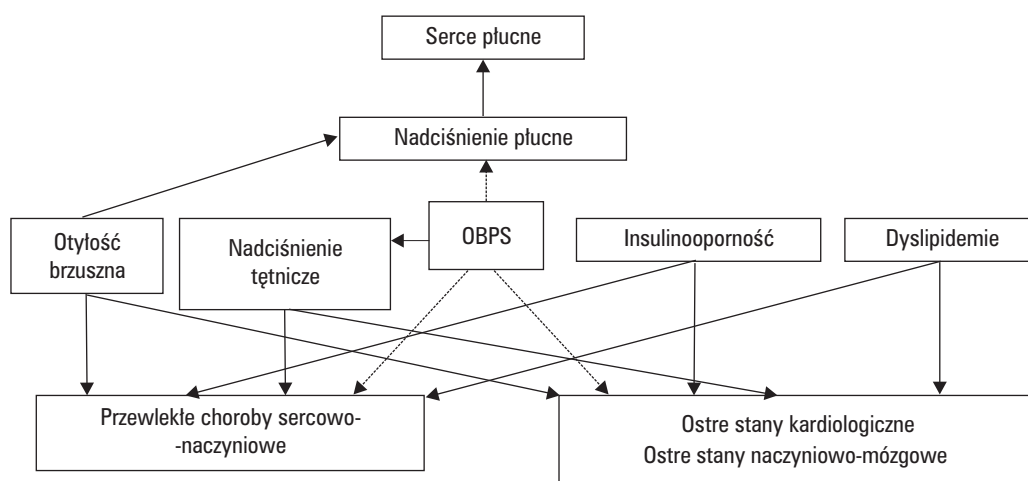 Serce płucne
Nadciśnienie płucne
Otyłość
brzuszna
Nadciśnienie
tętnicze
OBPS
Insulinooporność
Dyslipidemie
Przewlekłe choroby sercowo-
-naczyniowe
Ostre stany kardiologiczne
Ostre stany naczyniowo-mózgowe